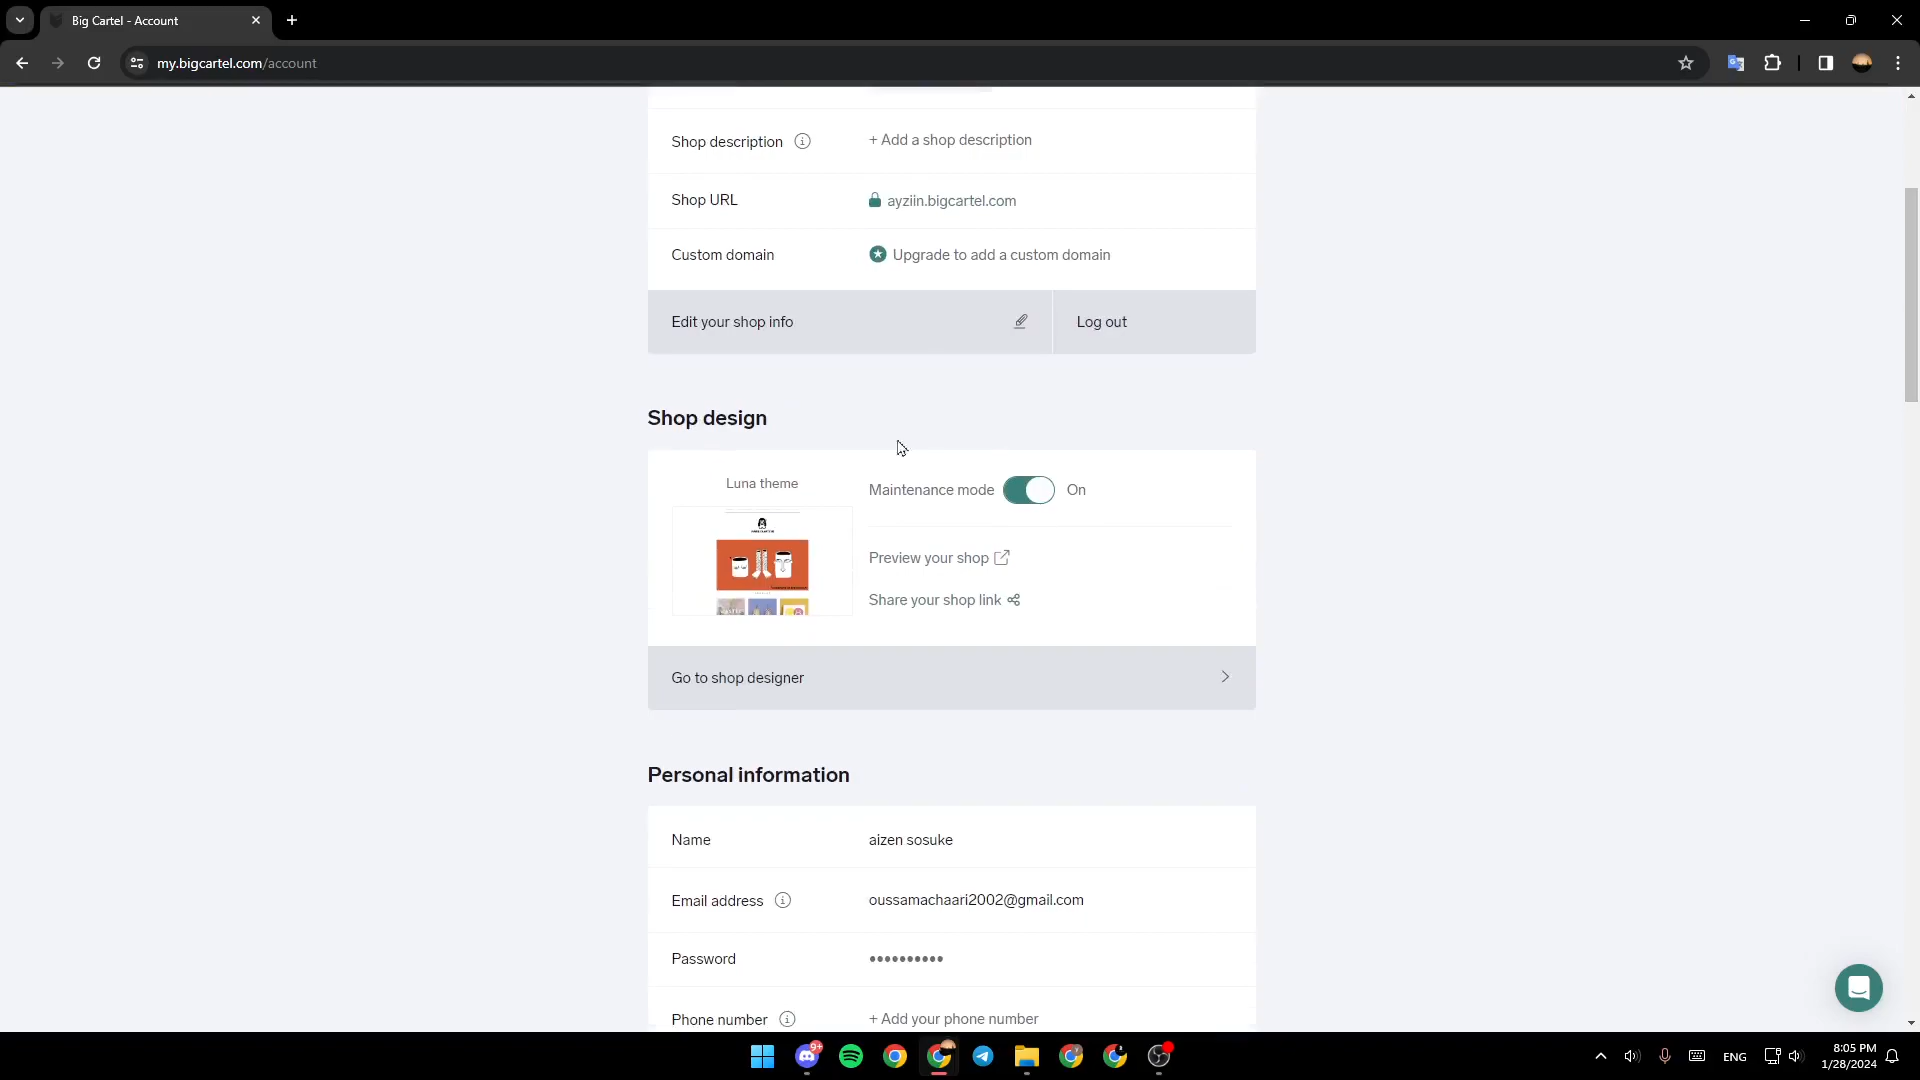 Big Cartel - Account
my.bigcartel.com/account
Shop description
+ Add a shop description
Shop URL
ayziin.bigcartel.com
Custom domain
Upgrade to add a custom domain
Edit your shop info
Log out
Shop design
Luna theme
Maintenance mode
On
Preview your shop
Share your shop link
Go to shop designer
Personal information
Name
aizen sosuke
Email address
oussamachaari2002@gmail.com
Password
••••••••••
Phone number
+ Add your phone number
9+
ENG
8:05 PM
1/28/2024